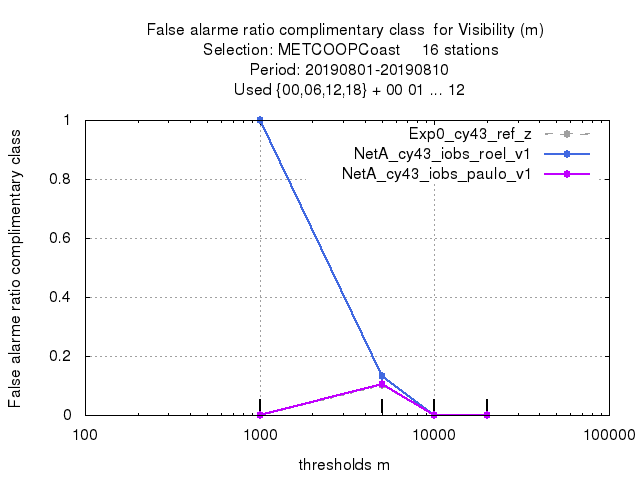 False alarme ratio complimentary class  for Visibility (m)
Selection: METCOOPCoast     16 stations
Period: 20190801-20190810
Used {00,06,12,18} + 00 01 ... 12
False alarme ratio complimentary class
1
0.8
0.6
0.4
0.2
0
Exp0_cy43_ref_z
NetA_cy43_iobs_roel_v1
NetA_cy43_iobs_paulo_v1
100 1000 10000 100000
thresholds m